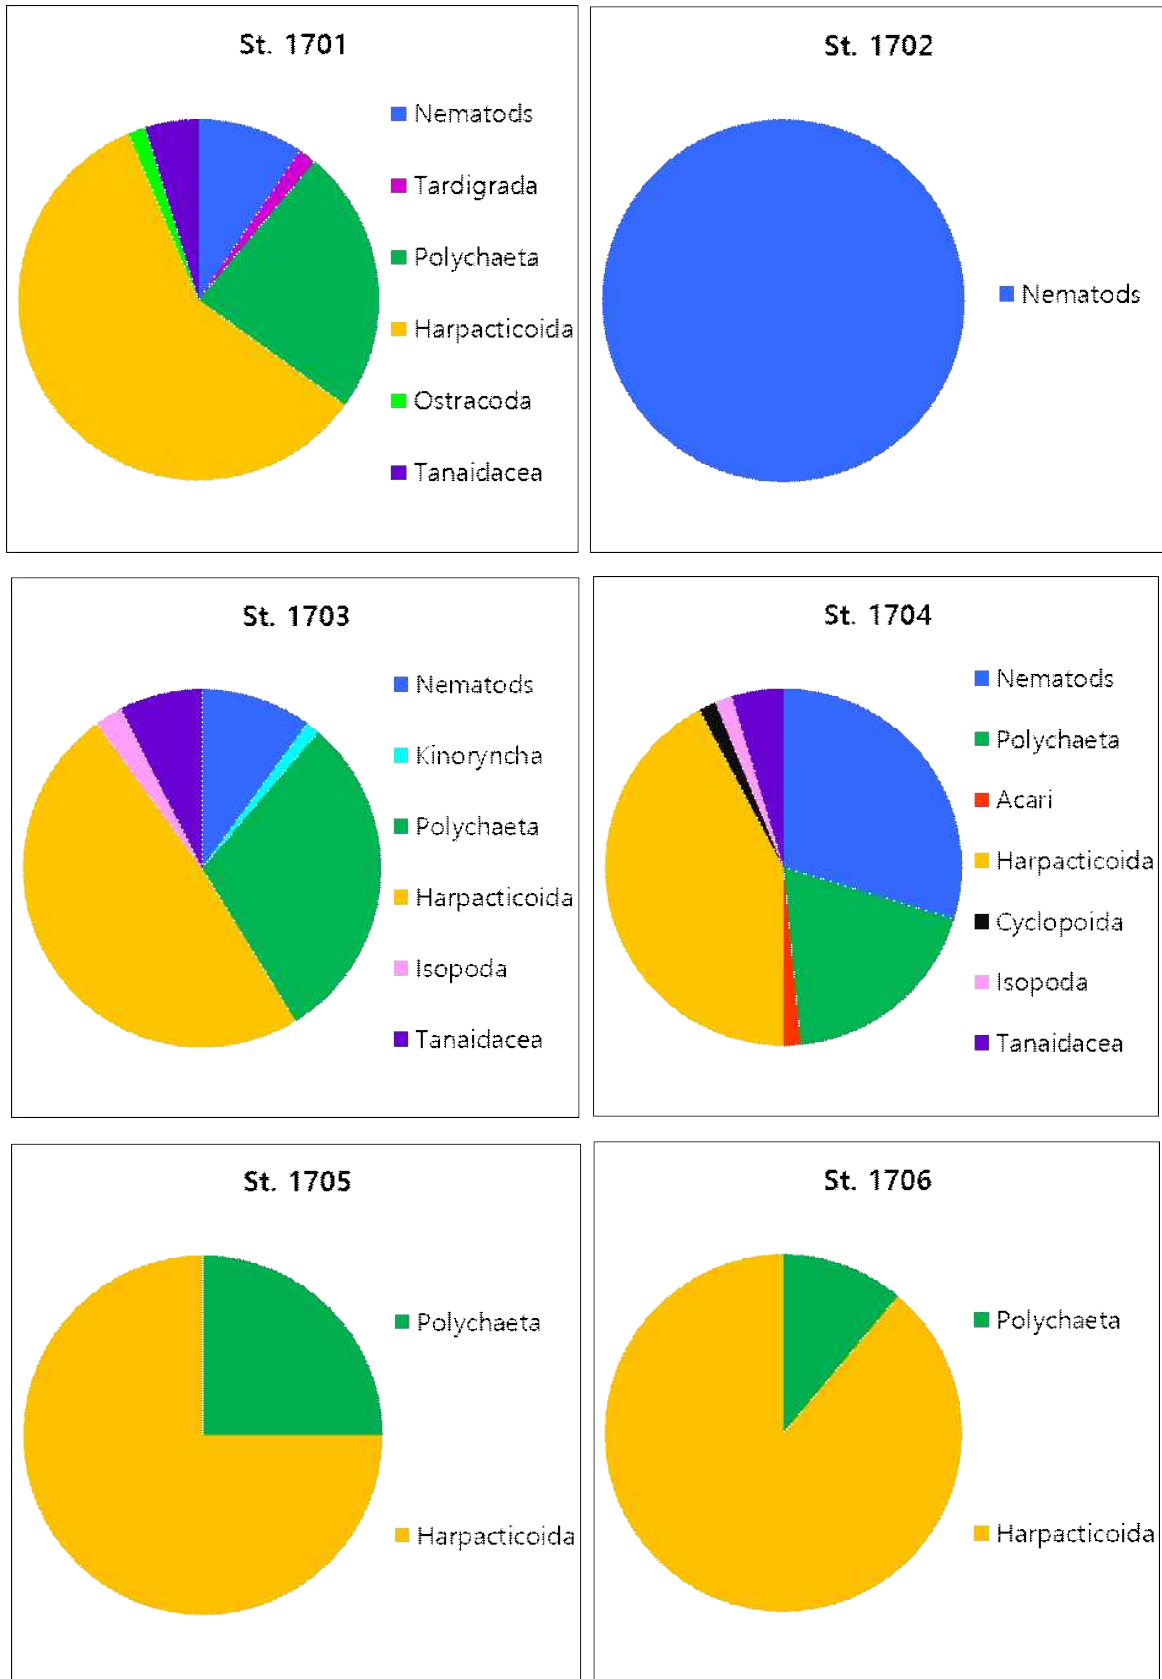 St. 1701
Nematods
Tardigrada
Polychaeta
Harpacticoida
Ostracoda
Tanaidacea
St. 1702
Nematods
St. 1703
Nematods
Kinoryncha
Polychaeta
Harpacticoida
Isopoda
Tanaidacea
St. 1704
Nematods
Polychaeta
Acari
Harpacticoida
Cyclopoida
Isopoda
Tanaidacea
St. 1705
Polychaeta
Harpacticoida
St. 1706
Polychaeta
Harpacticoida